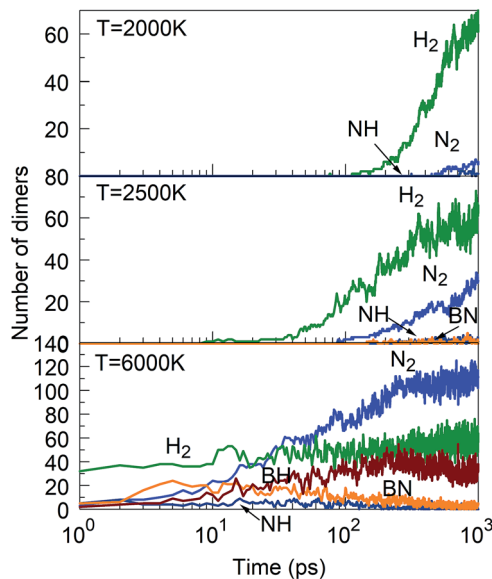 T=2000K
H2
60
40
NH
N2
20
80
T=2500K
H2
60
N2
40
NH
BN
20
0
140
T=6000K
N2
120
100
80
H2
60
40
BH
BN
20
NH
0
10^0
10^1
10^2
10^3
Time (ps)
Number of dimers